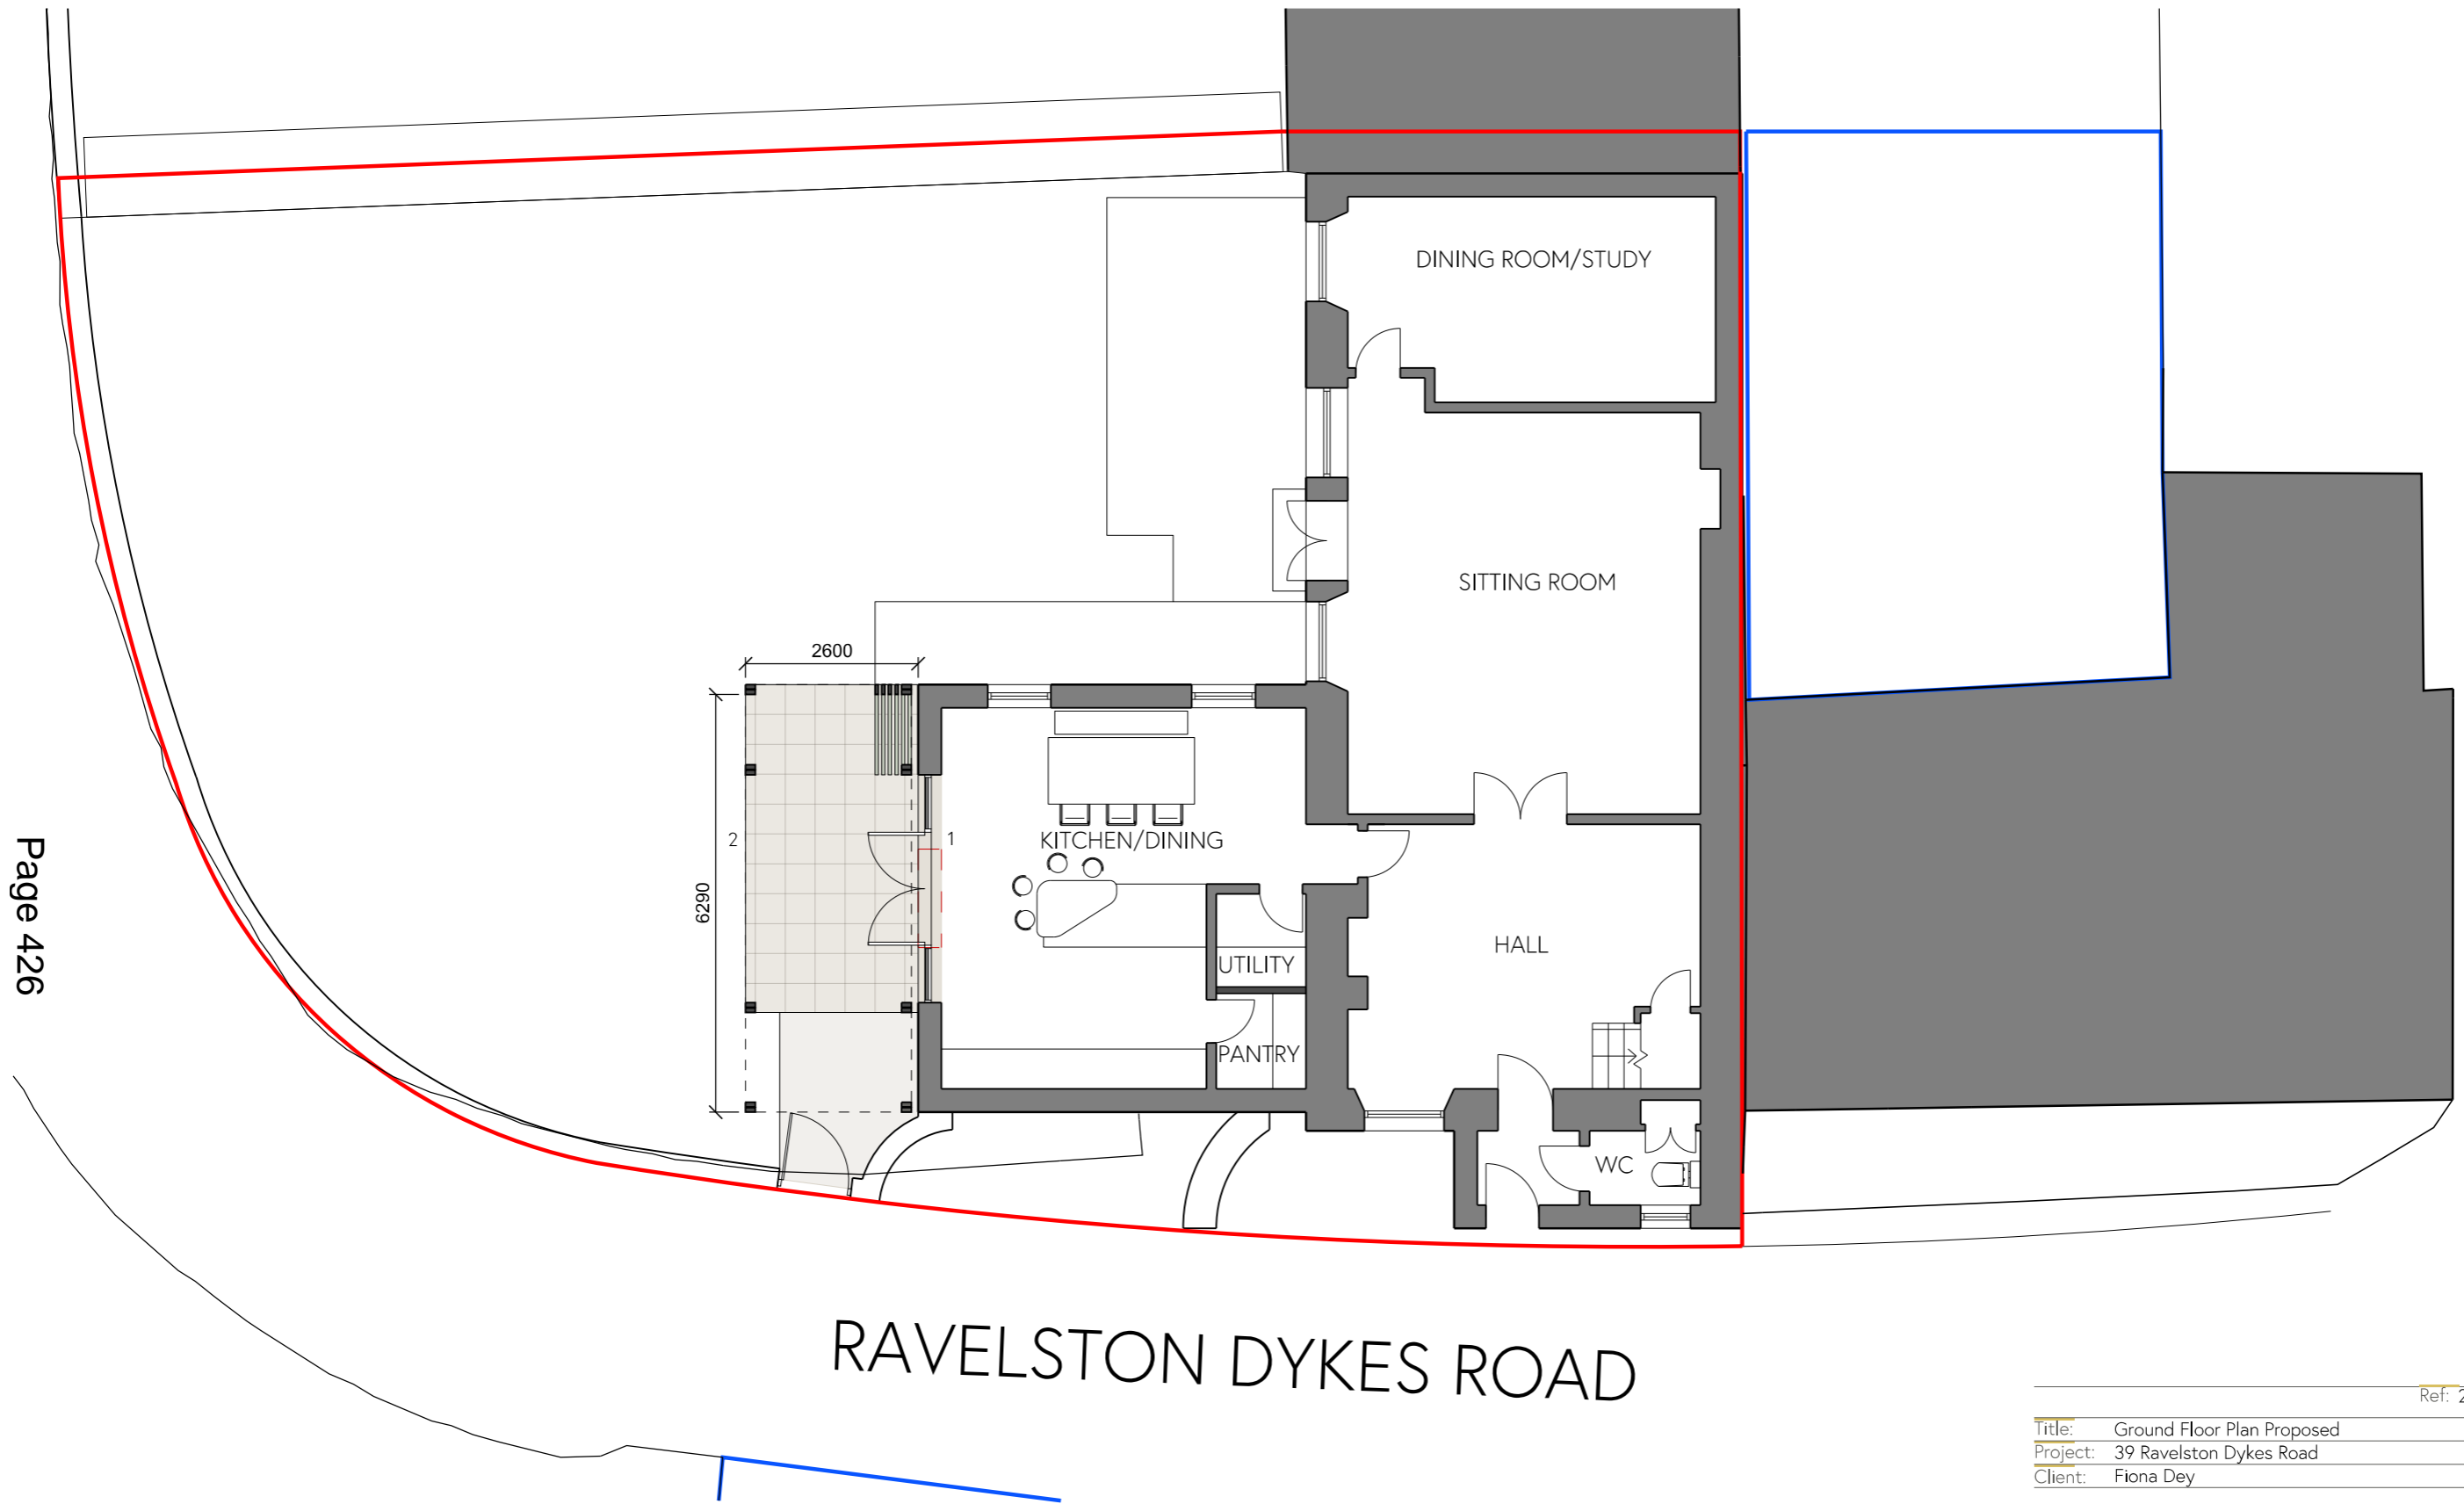 DINING ROOM/STUDY
SITTING ROOM
2600
2
1
KITCHEN/DINING
6290
HALL
UTILITY
PANTRY
WC
Page 426
RAVELSTON DYKES ROAD
Ref: 2
Title: Ground Floor Plan Proposed
Project: 39 Ravelston Dykes Road
Client: Fiona Dey